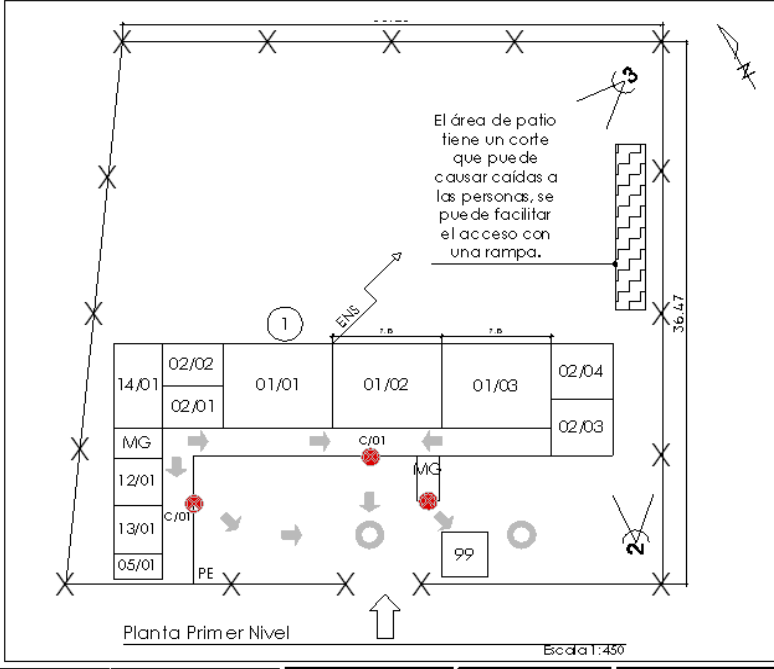 N
3
El área de patio
tiene un corte
que puede
causar caídas a
las personas, se
puede facilitar
el acceso con
una rampa.
36.47
ENS
1
02/02
14/01
02/01
01/01
01/02
01/03
02/04
02/03
MG
C/01
MG
12/01
C/01
13/01
05/01
PE
99
2
Planta Primer Nivel
Escala 1:450